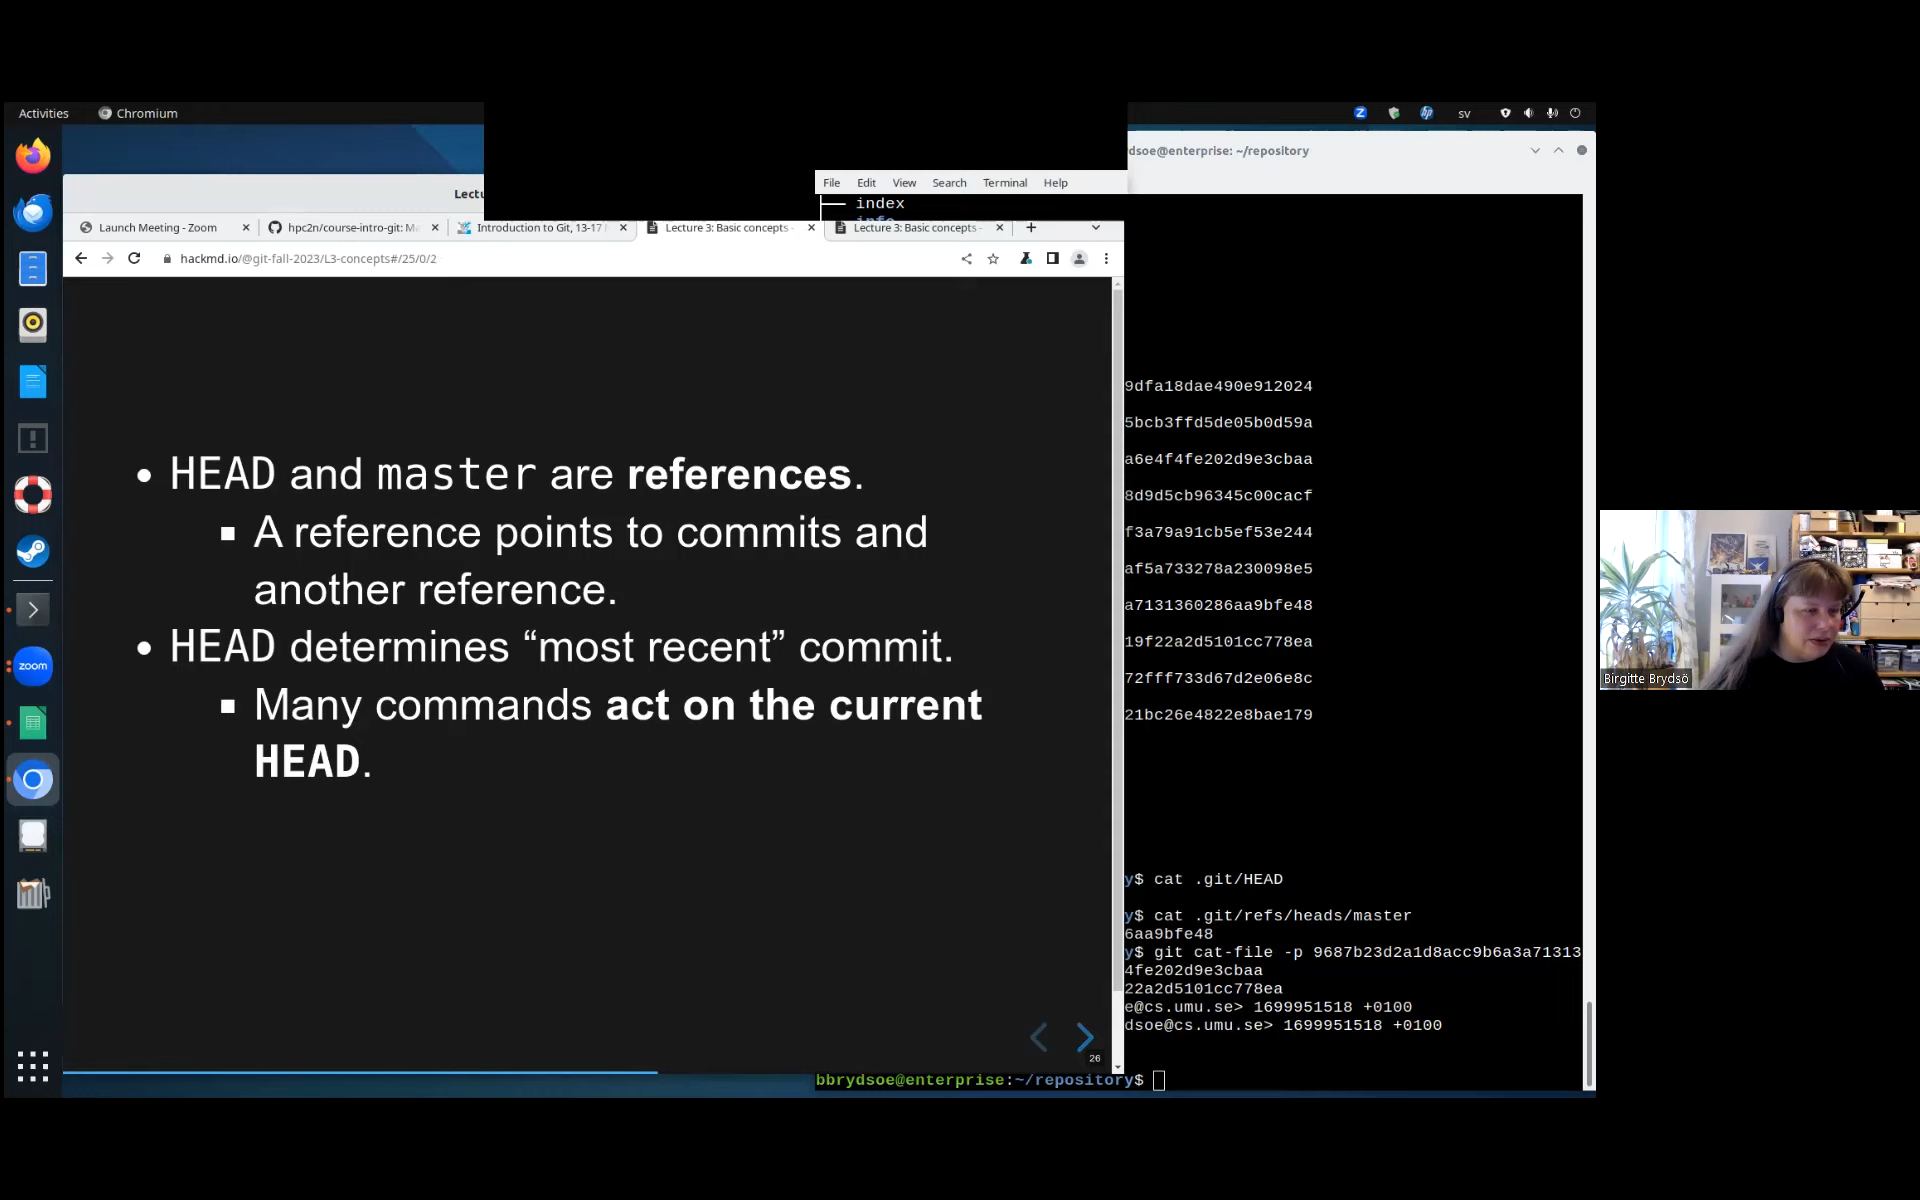 Activities
Chromium
sv
dsoe@enterprise: ~/repository
File Edit View Search Terminal Help
index
Launch Meeting - Zoom
hpc2n/course-intro-git:
Introduction to Git, 13-17
Lecture 3: Basic concepts -
Lecture 3: Basic concepts -
hackmd.io/@git-fall-2023/L3-concepts#/25/0/2
• HEAD and master are references.
▪ A reference points to commits and
another reference.
• HEAD determines “most recent” commit.
▪ Many commands act on the current
HEAD.
26
9dfa18dae490e912024
5bcb3ffd5de05b0d59a
a6e4f4fe202d9e3cbaa
8d9d5cb96345c00cacf
f3a79a91cb5ef53e244
af5a733278a230098e5
a7131360286aa9bfe48
19f22a2d5101cc778ea
72fff733d67d2e06e8c
21bc26e4822e8bae179
y$ cat .git/HEAD
y$ cat .git/refs/heads/master
6aa9bfe48
y$ git cat-file -p 9687b23d2a1d8acc9b6a3a71313
4fe202d9e3cbaa
22a2d5101cc778ea
e@cs.umu.se> 1699951518 +0100
dsoe@cs.umu.se> 1699951518 +0100
bbrydsoe@enterprise:~/repository$
zoom
Birgitte Brydsö